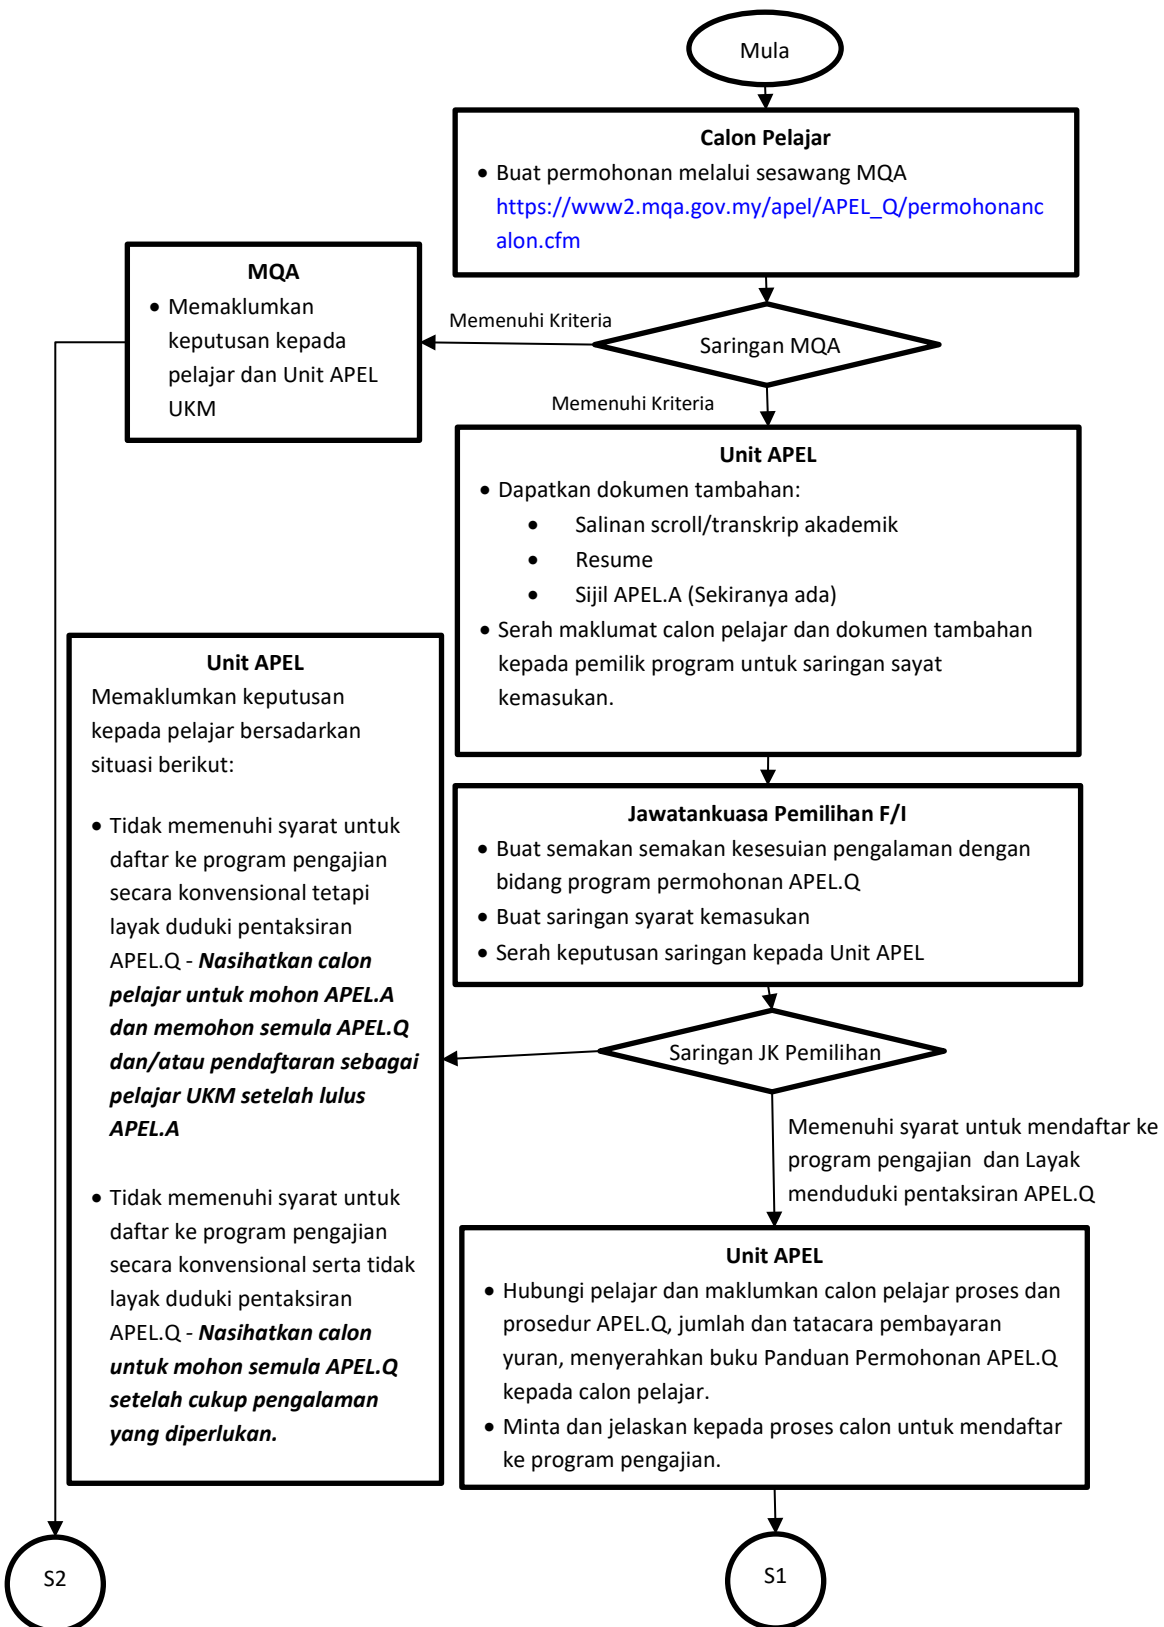 Mula
Calon Pelajar
• Buat permohonan melalui sesawang MQA
https://www2.mqa.gov.my/apel/APEL_Q/permohonanc
alon.cfm
MQA
• Memaklumkan
keputusan kepada
pelajar dan Unit APEL
UKM
Memenuhi Kriteria
Saringan MQA
Memenuhi Kriteria
Unit APEL
• Dapatkan dokumen tambahan:
• Salinan scroll/transkrip akademik
• Resume
• Sijil APEL.A (Sekiranya ada)
• Serah maklumat calon pelajar dan dokumen tambahan
kepada pemilik program untuk saringan sayat
kemasukan.
Unit APEL
Memaklumkan keputusan
kepada pelajar bersadarkan
situasi berikut:
• Tidak memenuhi syarat untuk
daftar ke program pengajian
secara konvensional tetapi
layak duduki pentaksiran
APEL.Q - Nasihatkan calon
pelajar untuk mohon APEL.A
dan memohon semula APEL.Q
dan/atau pendaftaran sebagai
pelajar UKM setelah lulus
APEL.A
• Tidak memenuhi syarat untuk
daftar ke program pengajian
secara konvensional serta tidak
layak duduki pentaksiran
APEL.Q - Nasihatkan calon
untuk mohon semula APEL.Q
setelah cukup pengalaman
yang diperlukan.
Jawatankuasa Pemilihan F/I
• Buat semakan semakan kesesuian pengalaman dengan
bidang program permohonan APEL.Q
• Buat saringan syarat kemasukan
• Serah keputusan saringan kepada Unit APEL
Saringan JK Pemilihan
Memenuhi syarat untuk mendaftar ke
program pengajian dan Layak
menduduki pentaksiran APEL.Q
Unit APEL
• Hubungi pelajar dan maklumkan calon pelajar proses dan
prosedur APEL.Q, jumlah dan tatacara pembayaran
yuran, menyerahkan buku Panduan Permohonan APEL.Q
kepada calon pelajar.
• Minta dan jelaskan kepada proses calon untuk mendaftar
ke program pengajian.
S2
S1